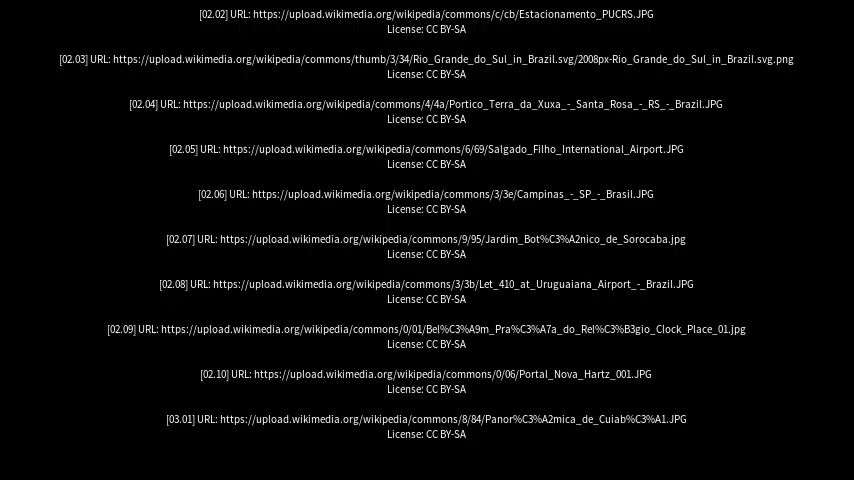 [02.02] URL: https://upload.wikimedia.org/wikipedia/commons/c/cb/Estacionamento_PUCRS.JPG
License: CC BY-SA
[02.03] URL: https://upload.wikimedia.org/wikipedia/commons/thumb/3/34/Rio_Grande_do_Sul_in_Brazil.svg/2008px-Rio_Grande_do_Sul_in_Brazil.svg.png
License: CC BY-SA
[02.04] URL: https://upload.wikimedia.org/wikipedia/commons/4/4a/Portico_Terra_da_Xuxa_-_Santa_Rosa_-_RS_-_Brazil.JPG
License: CC BY-SA
[02.05] URL: https://upload.wikimedia.org/wikipedia/commons/6/69/Salgado_Filho_International_Airport.JPG
License: CC BY-SA
[02.06] URL: https://upload.wikimedia.org/wikipedia/commons/3/3e/Campinas_-_SP_-_Brasil.JPG
License: CC BY-SA
[02.07] URL: https://upload.wikimedia.org/wikipedia/commons/9/95/Jardim_Bot%C3%A2nico_de_Sorocaba.jpg
License: CC BY-SA
[02.08] URL: https://upload.wikimedia.org/wikipedia/commons/3/3b/Let_410_at_Uruguaiana_Airport_-_Brazil.JPG
License: CC BY-SA
[02.09] URL: https://upload.wikimedia.org/wikipedia/commons/0/01/Bel%C3%A9m_Pra%C3%A7a_do_Rel%C3%B3gio_Clock_Place_01.jpg
License: CC BY-SA
[02.10] URL: https://upload.wikimedia.org/wikipedia/commons/0/06/Portal_Nova_Hartz_001.JPG
License: CC BY-SA
[03.01] URL: https://upload.wikimedia.org/wikipedia/commons/8/84/Panor%C3%A2mica_de_Cuiab%C3%A1.JPG
License: CC BY-SA